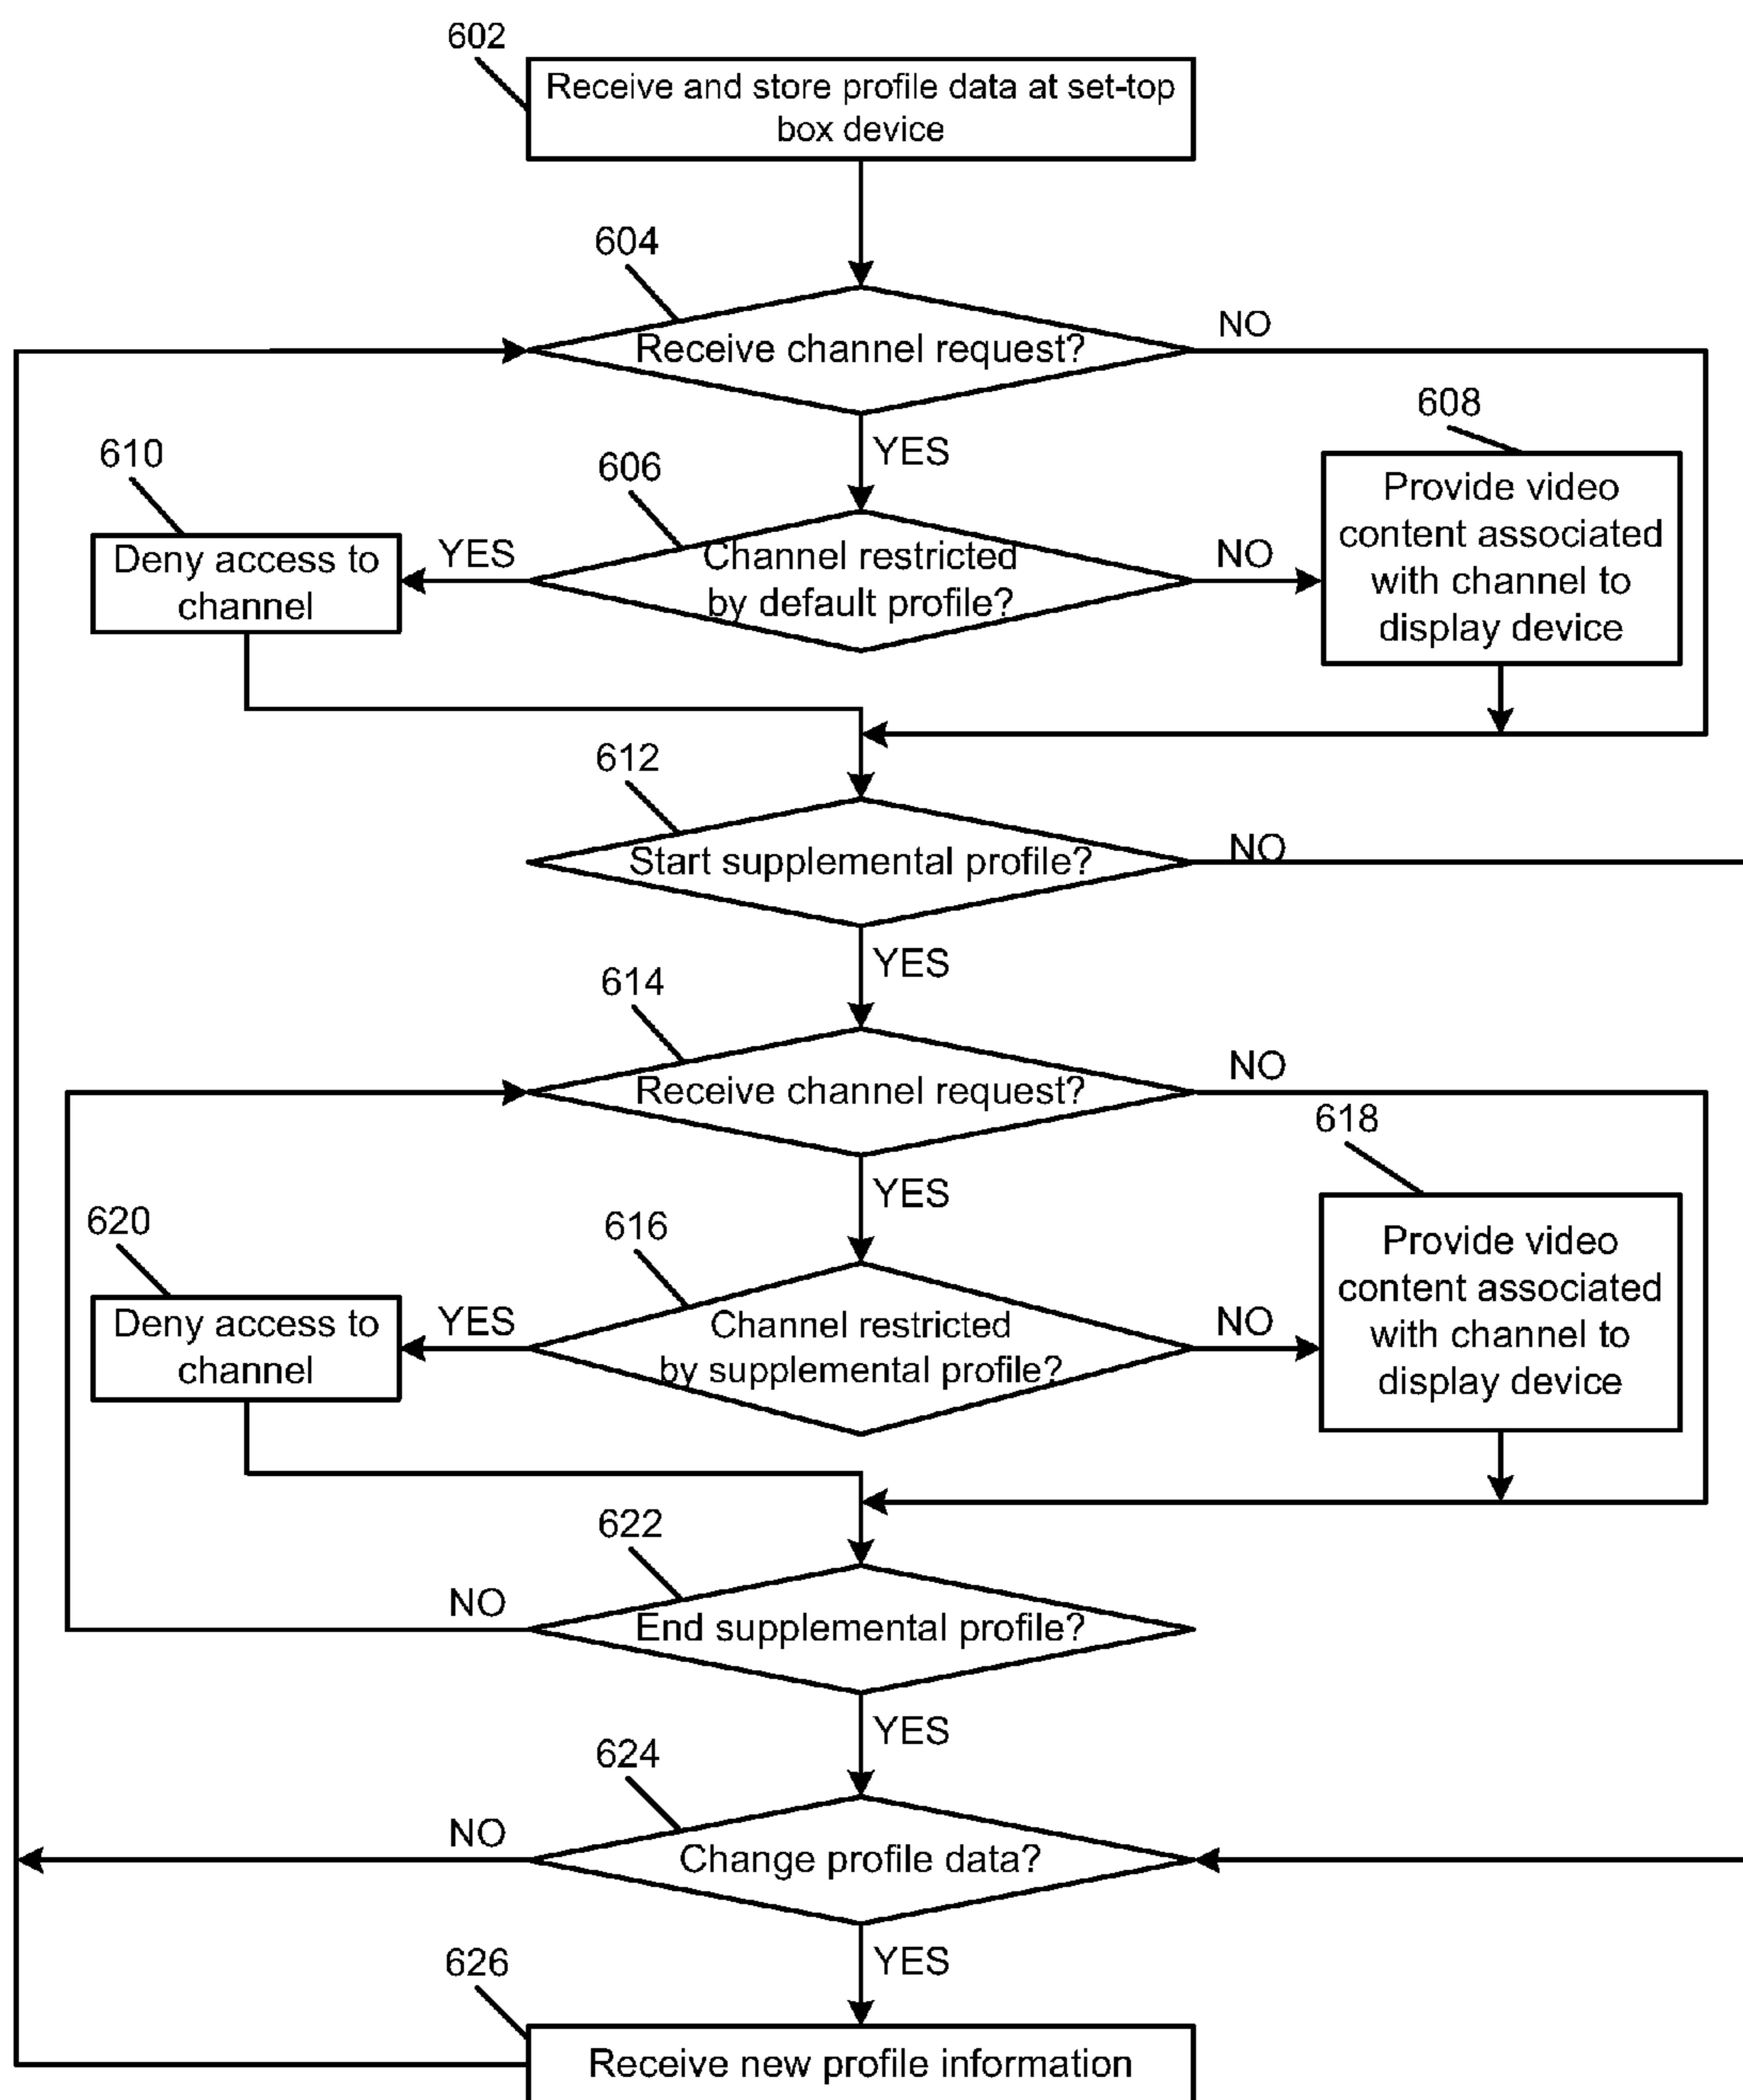 602
Receive and store profile data at set-top
box device
604
Receive channel request?
NO
YES
608
Provide video
content associated
with channel to
display device
610
Deny access to
channel
YES
606
Channel restricted
by default profile?
NO
612
Start supplemental profile?
NO
YES
614
Receive channel request?
NO
YES
618
Provide video
content associated
with channel to
display device
620
Deny access to
channel
YES
616
Channel restricted
by supplemental profile?
NO
622
End supplemental profile?
NO
YES
624
Change profile data?
NO
YES
626
Receive new profile information